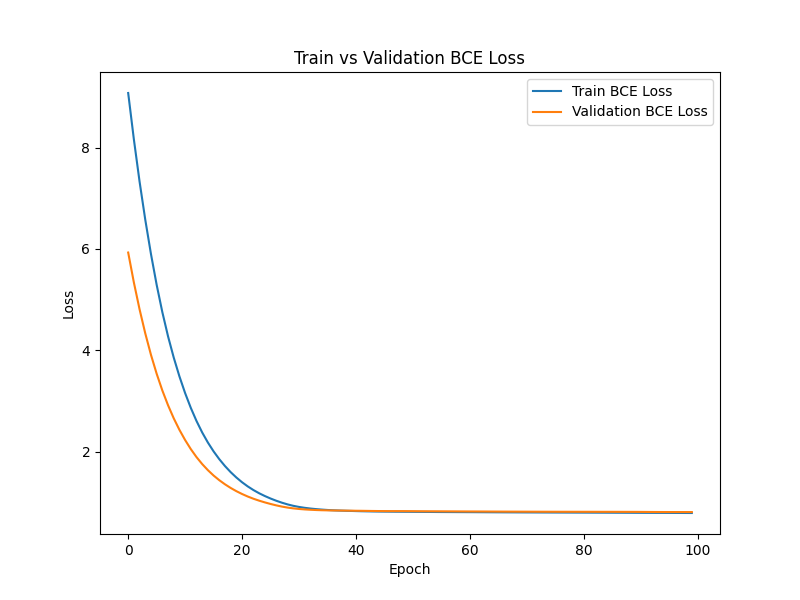 Train vs Validation BCE Loss
Train BCE Loss
Validation BCE Loss
8
6
4
2
Loss
0 20 40 60 80 100
Epoch